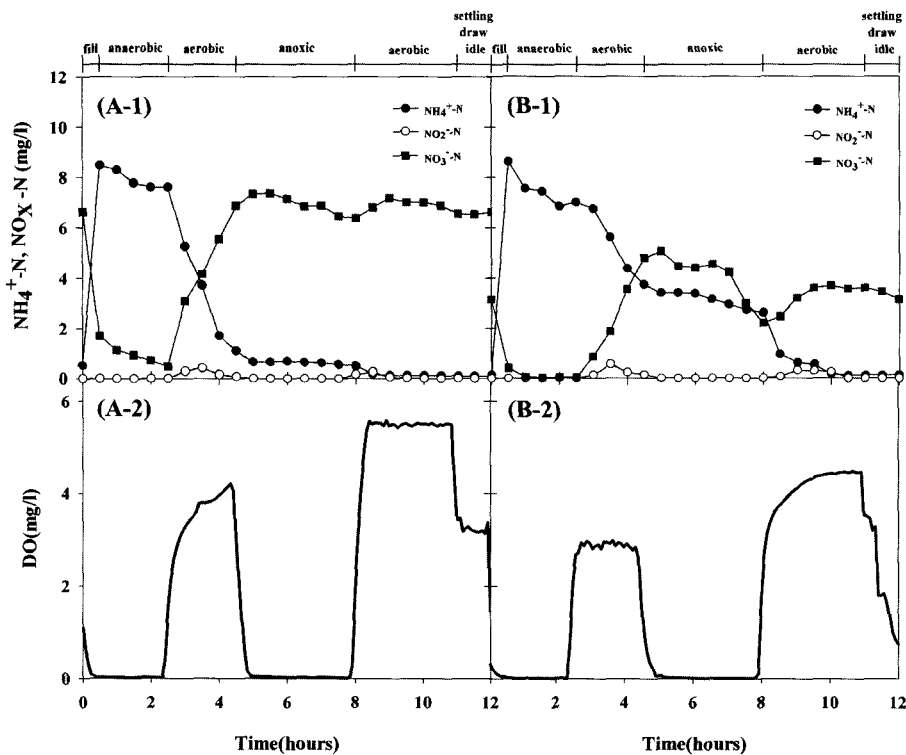 settling
draw
idle
fill anaerobic aerobic anoxic aerobic
settling
draw
idle
fill anaerobic aerobic anoxic aerobic
(A-1)
NH4+-N
NO2--N
NO3--N
(B-1)
NH4+-N
NO2--N
NO3--N
NH4+-N, NOX-N (mg/l)
12
10
8
6
4
2
0
(A-2)
(B-2)
DO(mg/l)
6
4
2
0
0 2 4 6 8 10 12 2 4 6 8 10 12
Time(hours) Time(hours)